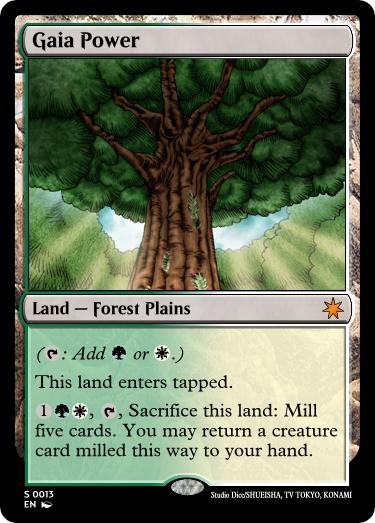 Gaia Power
Land — Forest Plains
(: Add or .)
This land enters tapped.
1, , Sacrifice this land: Mill
five cards. You may return a creature
card milled this way to your hand.
S 0013
EN
Studio Dice/SHUEISHA, TV TOKYO, KONAMI